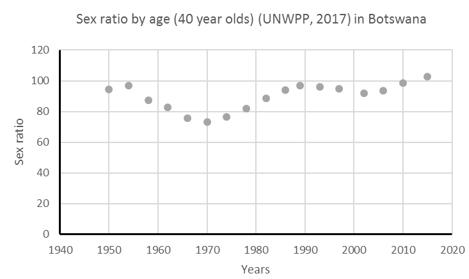 Sex ratio by age (40 year olds) (UNWPP, 2017) in Botswana
120
100
80
60
40
20
0
Sex ratio
1940 1950 1960 1970 1980 1990 2000 2010 2020
Years